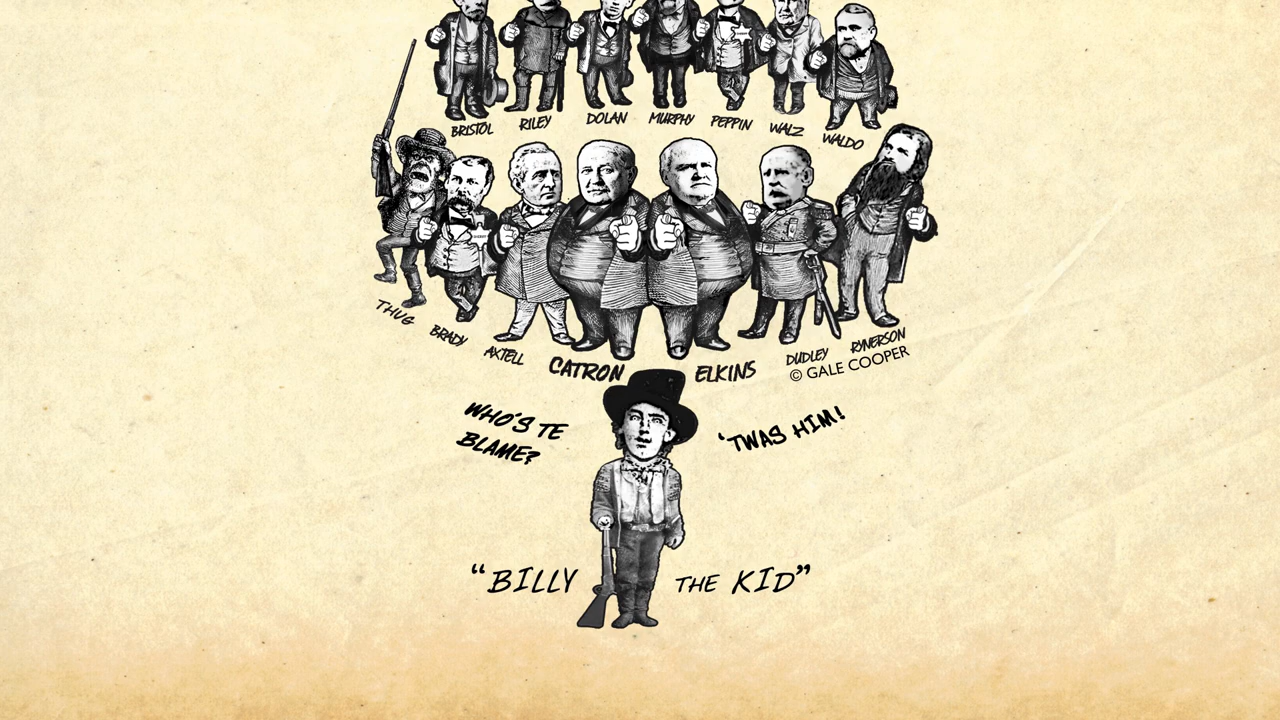 BRISTOL RILEY DOLAN MURPHY PEPPIN WALZ WALDO
THUG BRADY AXTELL CATRON ELKINS DUDLEY RYNERSON
© GALE COOPER
WHO'S TE
BLAME?
'TWAS HIM!
"BILLY THE KID"